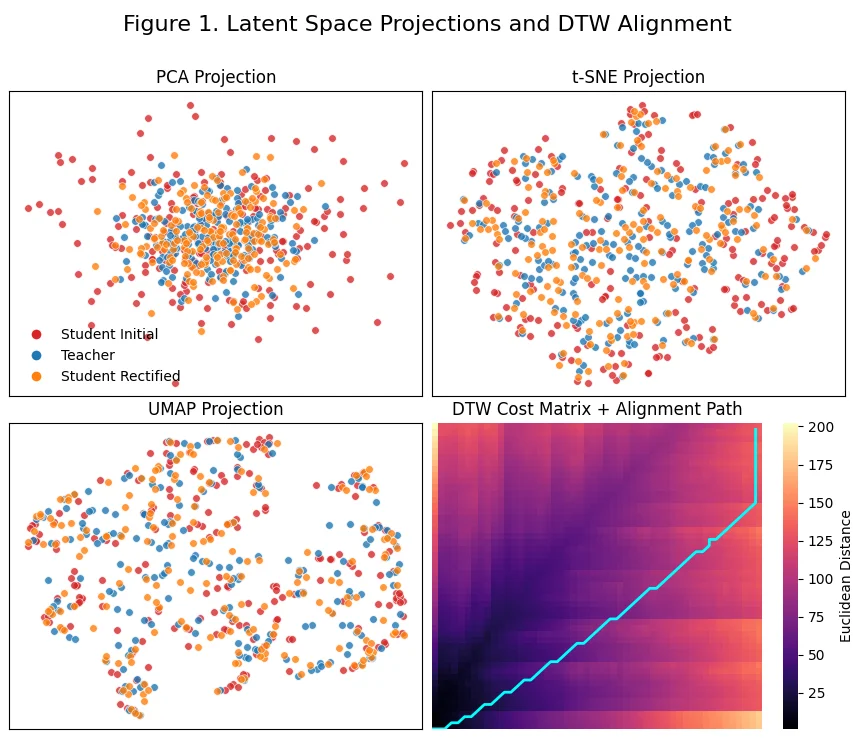 Figure 1. Latent Space Projections and DTW Alignment
PCA Projection
t-SNE Projection
Student Initial
Teacher
Student Rectified
UMAP Projection
DTW Cost Matrix + Alignment Path
200
175
150
125
100
75
50
25
Euclidean Distance